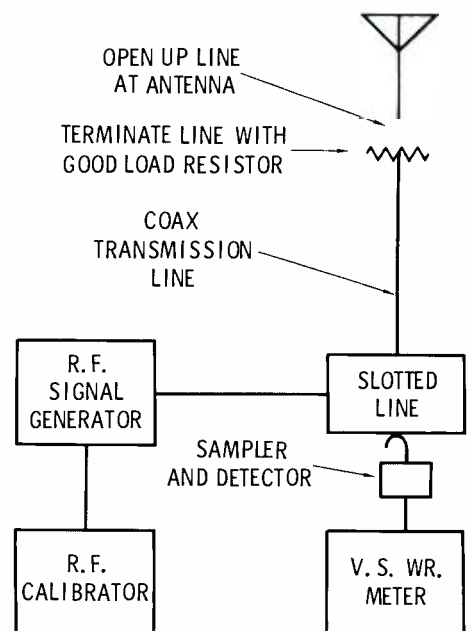 OPEN UP LINE
AT ANTENNA
TERMINATE LINE WITH
GOOD LOAD RESISTOR
COAX
TRANSMISSION
LINE
R. F.
SIGNAL
GENERATOR
SLOTTED
LINE
SAMPLER
AND DETECTOR
R. F.
CALIBRATOR
V. S. WR.
METER